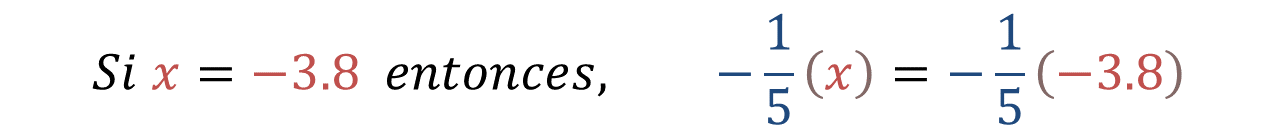 Si x = −3.8 entonces, −1/5 (x) = −1/5 (−3.8)